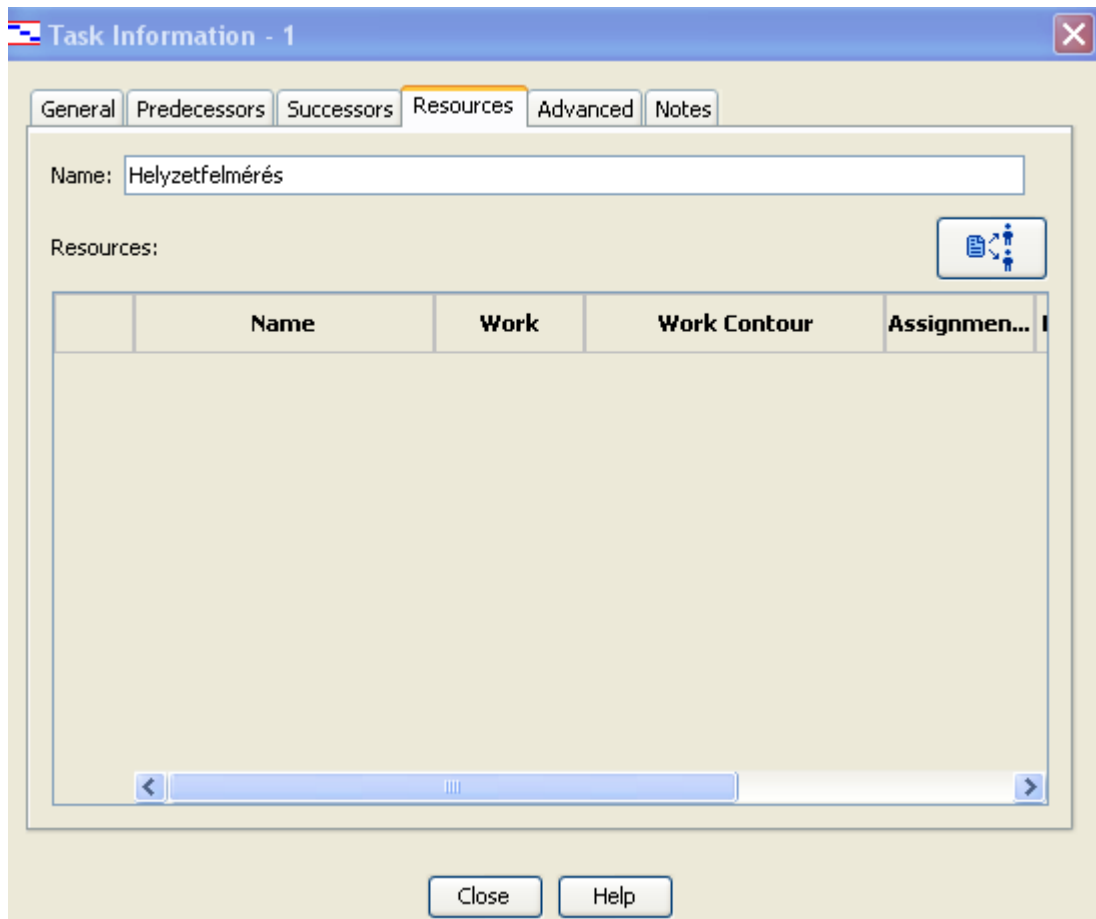 Task Information - 1
General Predecessors Successors Resources Advanced Notes
Name: Helyzetfelmérés
Resources:
Name Work Work Contour Assignmen...
Close Help